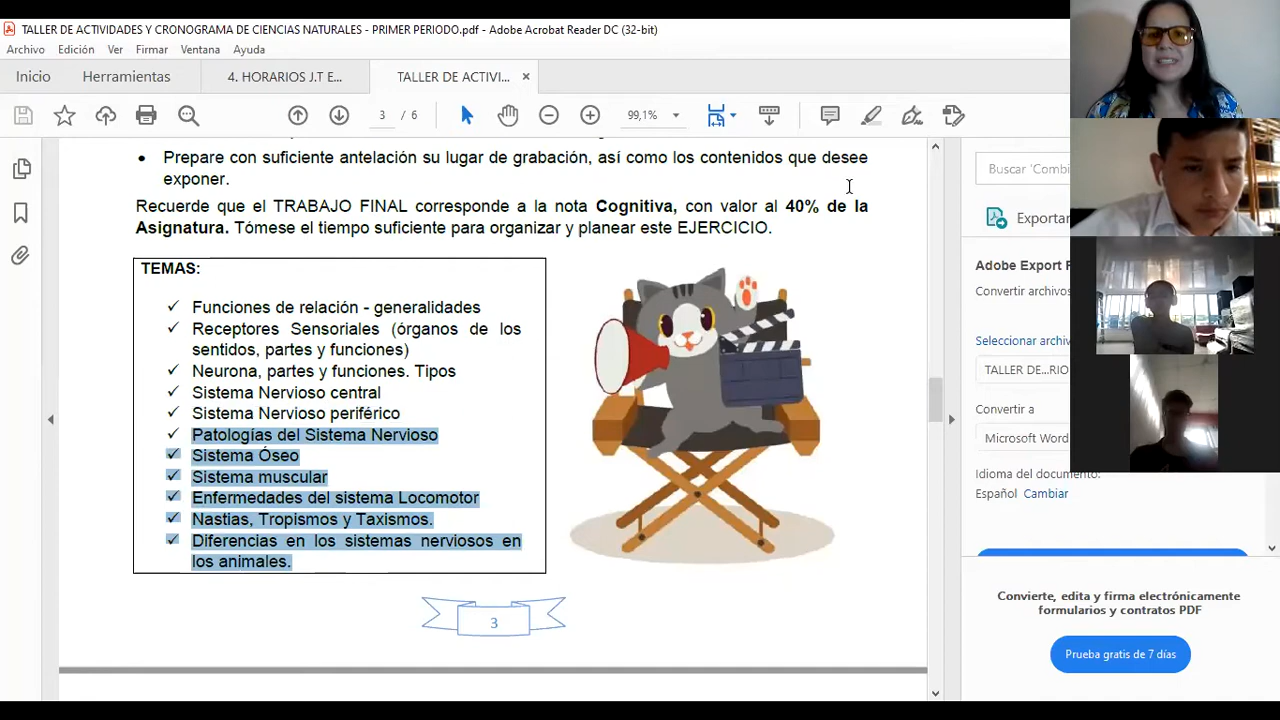 TALLER DE ACTIVIDADES Y CRONOGRAMA DE CIENCIAS NATURALES - PRIMER PERIODO.pdf - Adobe Acrobat Reader DC (32-bit)
Archivo Edición Ver Firmar Ventana Ayuda
Inicio Herramientas 4. HORARIOS J.T E... TALLER DE ACTIVI... ×
3 / 6 99,1%
• Prepare con suficiente antelación su lugar de grabación, así como los contenidos que desee
exponer.
Recuerde que el TRABAJO FINAL corresponde a la nota Cognitiva, con valor al 40% de la
Asignatura. Tómese el tiempo suficiente para organizar y planear este EJERCICIO.
TEMAS:
✓ Funciones de relación - generalidades
✓ Receptores Sensoriales (órganos de los
sentidos, partes y funciones)
✓ Neurona, partes y funciones. Tipos
✓ Sistema Nervioso central
✓ Sistema Nervioso periférico
✓ Patologías del Sistema Nervioso
✓ Sistema Óseo
✓ Sistema muscular
✓ Enfermedades del sistema Locomotor
✓ Nastias, Tropismos y Taxismos.
✓ Diferencias en los sistemas nerviosos en
los animales.
3
Buscar 'Combi
Exportar
Adobe Export
Convertir archivos
Seleccionar archiv
TALLER DE...RIO
Convertir a
Microsoft Word
Idioma del documento:
Español Cambiar
Convierte, edita y firma electrónicamente
formularios y contratos PDF
Prueba gratis de 7 días